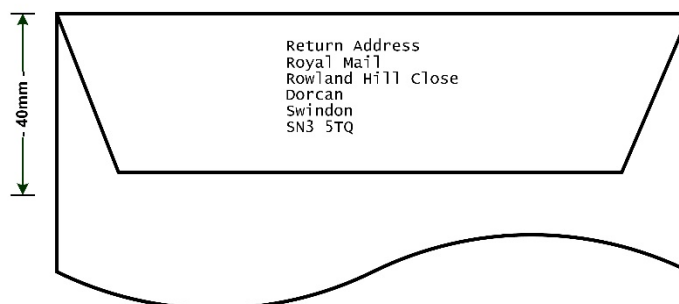 40mm
Return Address
Royal Mail
Rowland Hill Close
Dorcan
Swindon
SN3 5TQ